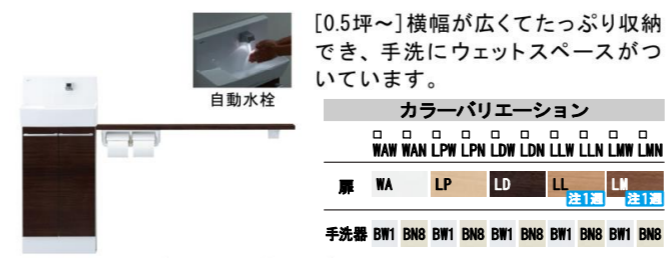 [0.5坪～]横幅が広くてたっぷり収納
でき、手洗にウェットスペースがつ
いています。
自動水栓
カラーバリエーション
□ □ □ □ □ □ □ □ □ □
WAW WAN LPW LPN LDW LDN LLW LLN LMW LMN
扉 WA LP LD LL LM
注1週 注1週
手洗器 BW1 BN8 BW1 BN8 BW1 BN8 BW1 BN8 BW1 BN8